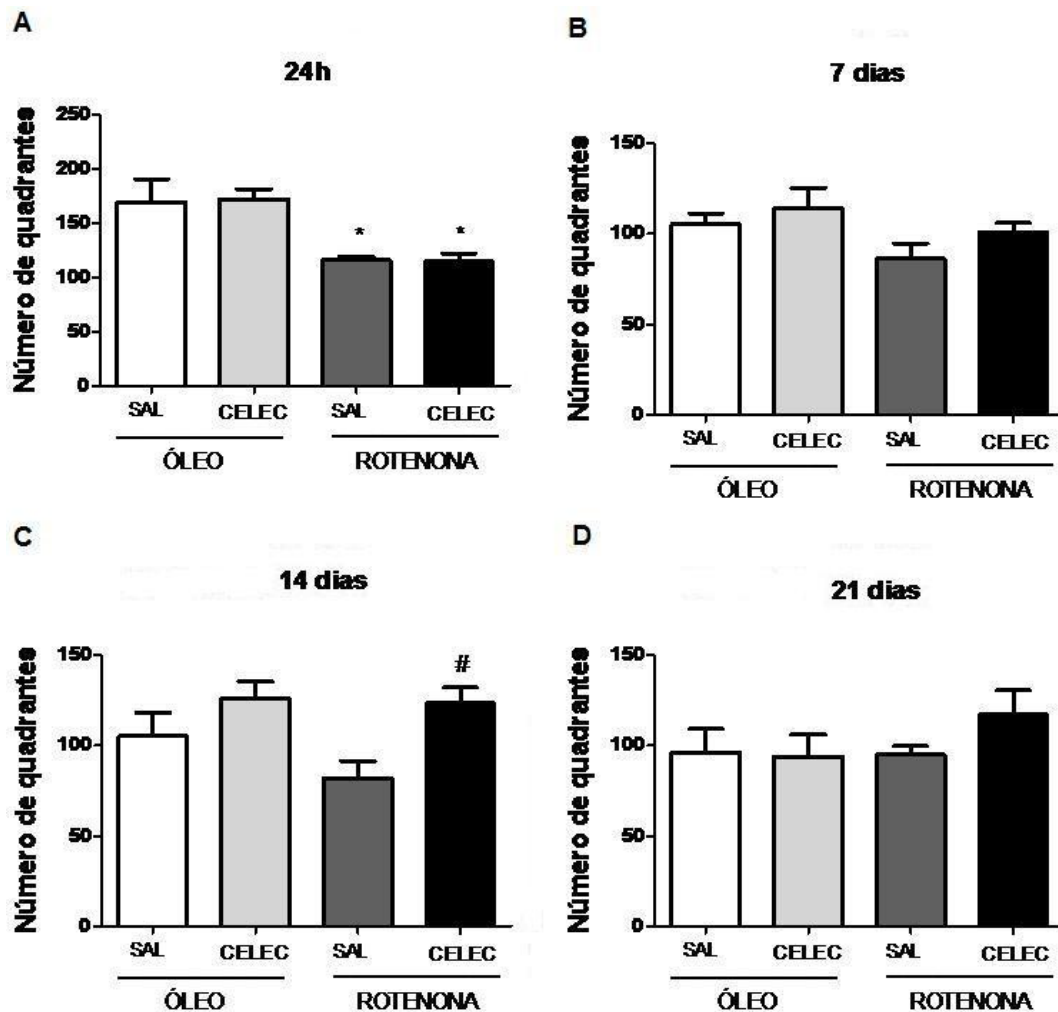 A
24h
Número de quadrantes
250
200
150
100
50
0
* *
SAL CELEC SAL CELEC
ÓLEO ROTENONA
B
7 dias
Número de quadrantes
150
100
50
0
SAL CELEC SAL CELEC
ÓLEO ROTENONA
C
14 dias
Número de quadrantes
150
100
50
0
#
SAL CELEC SAL CELEC
ÓLEO ROTENONA
D
21 dias
Número de quadrantes
150
100
50
0
SAL CELEC SAL CELEC
ÓLEO ROTENONA